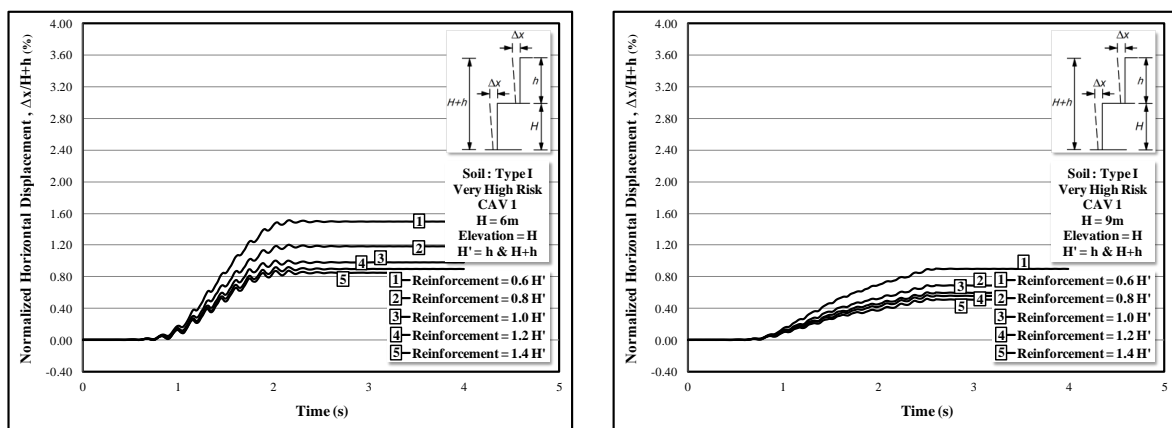 Normalized Horizontal Displacement , Δx/H+h (%)
4.00
3.60
3.20
2.80
2.40
2.00
1.60
1.20
0.80
0.40
0.00
-0.40
0
1
2
3
4
5
Time (s)
Δx
h
H+h
Δx
H
Soil : Type I
Very High Risk
CAV 1
H = 6m
Elevation = H
H' = h & H+h
1
2
3
4
5
1 Reinforcement = 0.6 H'
2 Reinforcement = 0.8 H'
3 Reinforcement = 1.0 H'
4 Reinforcement = 1.2 H'
5 Reinforcement = 1.4 H'
Normalized Horizontal Displacement , Δx/H+h (%)
4.00
3.60
3.20
2.80
2.40
2.00
1.60
1.20
0.80
0.40
0.00
-0.40
0
1
2
3
4
5
Time (s)
Δx
h
H+h
Δx
H
Soil : Type I
Very High Risk
CAV 1
H = 9m
Elevation = H
H' = h & H+h
1
2
3
4
5
1 Reinforcement = 0.6 H'
2 Reinforcement = 0.8 H'
3 Reinforcement = 1.0 H'
4 Reinforcement = 1.2 H'
5 Reinforcement = 1.4 H'